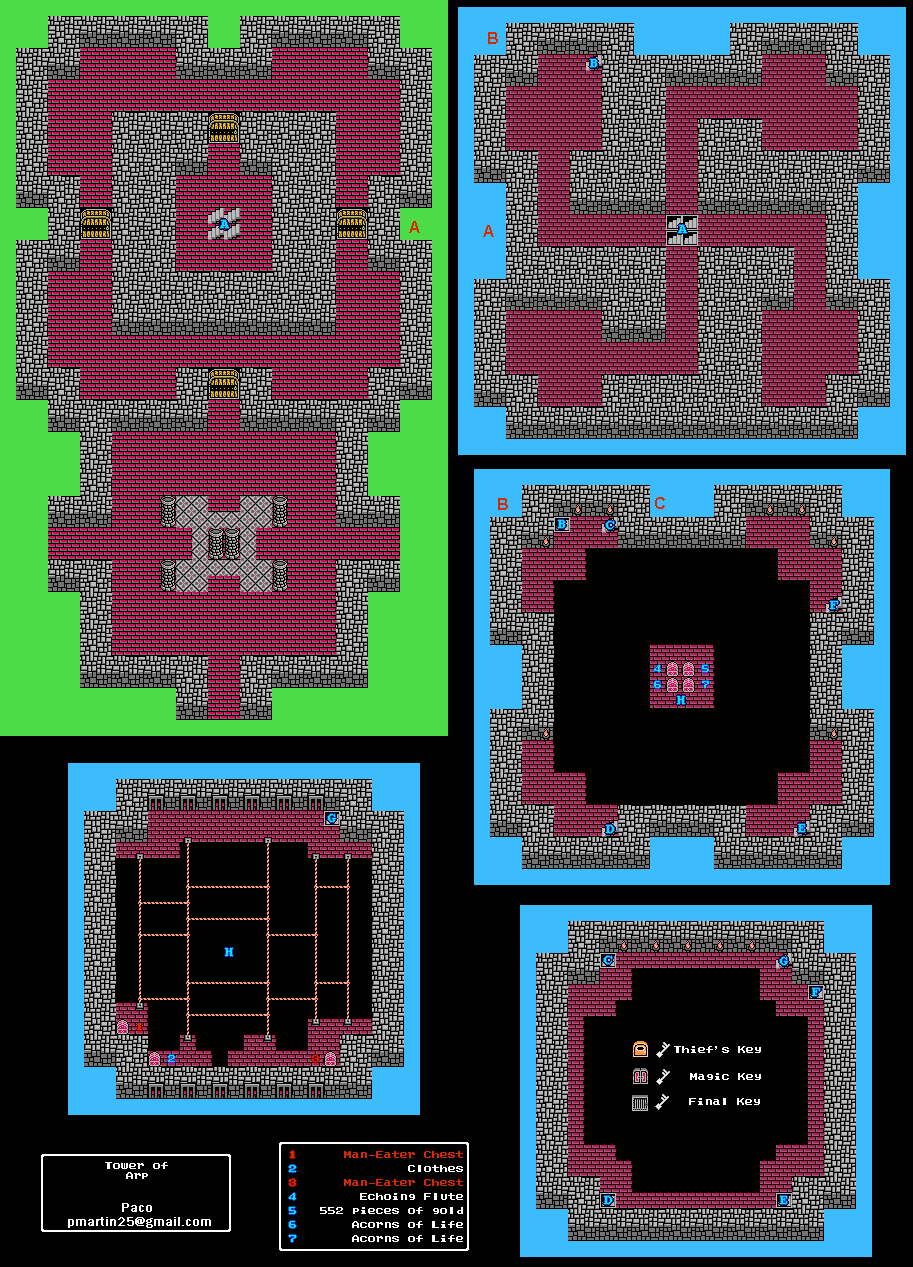 B
B
A
A
A
A
B
C
B
C
F
4
5
6
7
H
D
E
G
H
1
2
3
C
G
F
Thief's Key
Magic Key
Final Key
D
E
Tower of
Arp
Paco
pmartin25@gmail.com
1 Man-Eater Chest
2 Clothes
3 Man-Eater Chest
4 Echoing Flute
5 552 pieces of gold
6 Acorns of Life
7 Acorns of Life